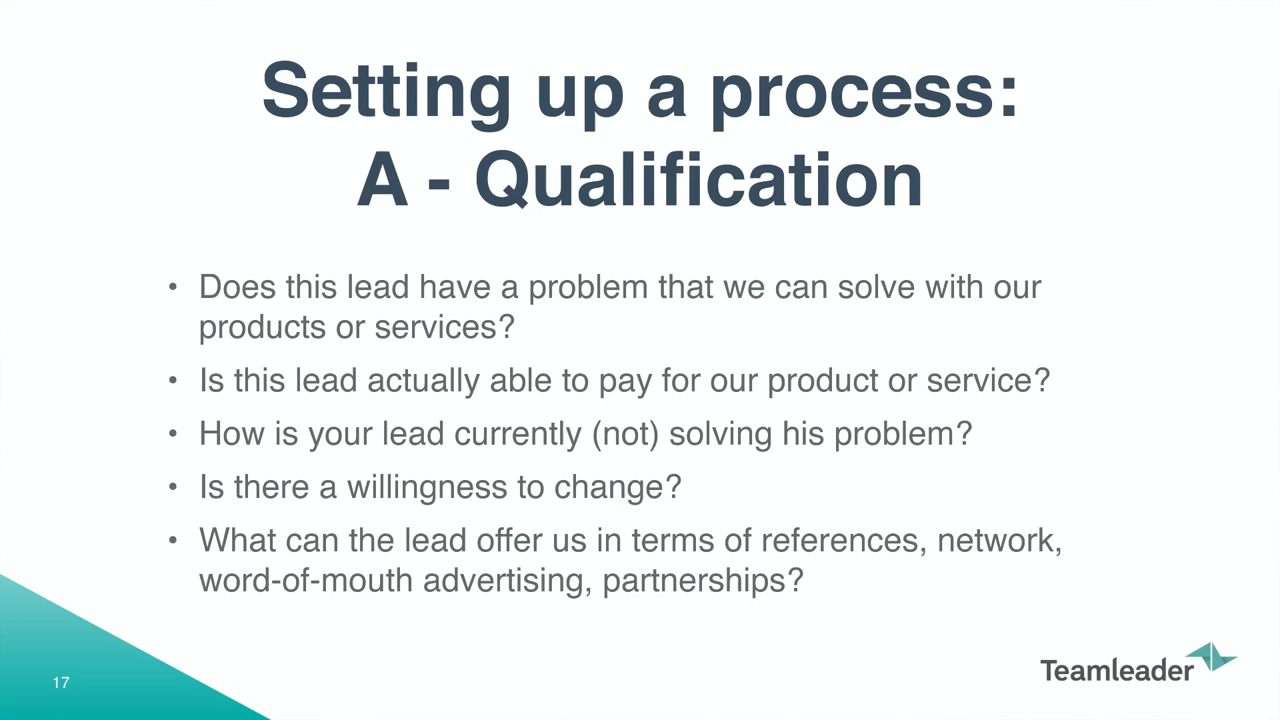 Setting up a process:
A - Qualification
• Does this lead have a problem that we can solve with our
products or services?
• Is this lead actually able to pay for our product or service?
• How is your lead currently (not) solving his problem?
• Is there a willingness to change?
• What can the lead offer us in terms of references, network,
word-of-mouth advertising, partnerships?
17
Teamleader